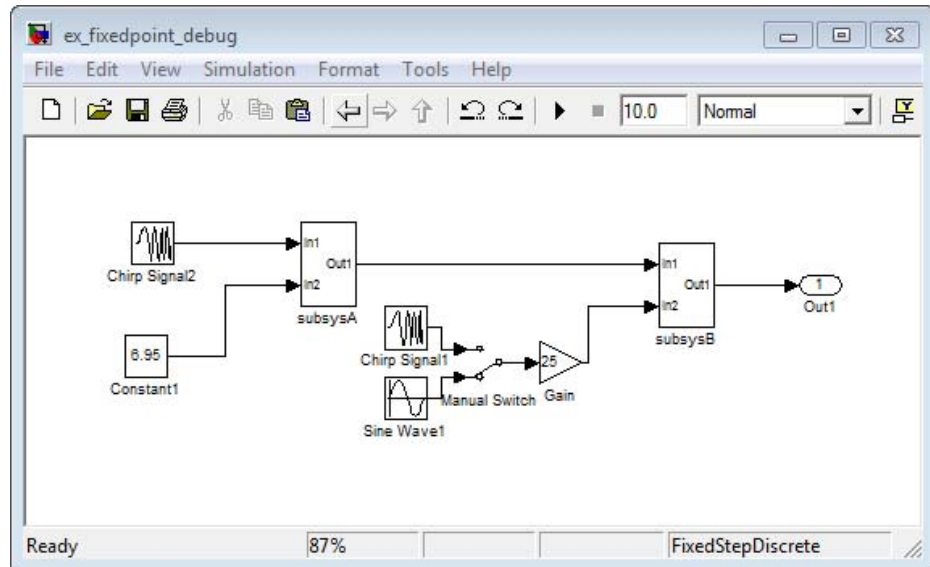 ex_fixedpoint_debug
File Edit View Simulation Format Tools Help
10.0 Normal
Chirp Signal2
In1
Out1
In2
subsysA
6.95
Constant1
Chirp Signal1
Sine Wave1
Manual Switch
25
Gain
In1
Out1
In2
subsysB
1
Out1
Ready 87% FixedStepDiscrete